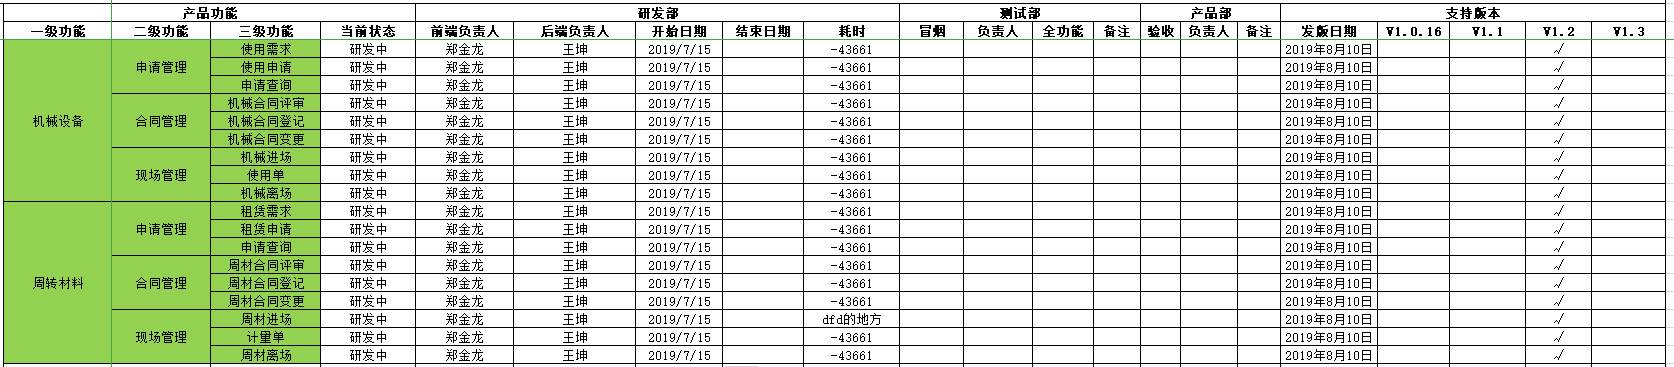 产品功能 研发部 测试部 产品部 支持版本
一级功能 二级功能 三级功能 当前状态 前端负责人 后端负责人 开始日期 结束日期 耗时 冒烟 负责人 全功能 备注 验收 负责人 备注 发版日期 V1.0.16 V1.1 V1.2 V1.3
机械设备 申请管理 使用需求 研发中 郑金龙 王坤 2019/7/15 -43661 2019年8月10日 √
使用申请 研发中 郑金龙 王坤 2019/7/15 -43661 2019年8月10日 √
申请查询 研发中 郑金龙 王坤 2019/7/15 -43661 2019年8月10日 √
合同管理 机械合同评审 研发中 郑金龙 王坤 2019/7/15 -43661 2019年8月10日 √
机械合同登记 研发中 郑金龙 王坤 2019/7/15 -43661 2019年8月10日 √
机械合同变更 研发中 郑金龙 王坤 2019/7/15 -43661 2019年8月10日 √
现场管理 机械进场 研发中 郑金龙 王坤 2019/7/15 -43661 2019年8月10日 √
使用单 研发中 郑金龙 王坤 2019/7/15 -43661 2019年8月10日 √
机械离场 研发中 郑金龙 王坤 2019/7/15 -43661 2019年8月10日 √
周转材料 申请管理 租赁需求 研发中 郑金龙 王坤 2019/7/15 -43661 2019年8月10日 √
租赁申请 研发中 郑金龙 王坤 2019/7/15 -43661 2019年8月10日 √
申请查询 研发中 郑金龙 王坤 2019/7/15 -43661 2019年8月10日 √
合同管理 周材合同评审 研发中 郑金龙 王坤 2019/7/15 -43661 2019年8月10日 √
周材合同登记 研发中 郑金龙 王坤 2019/7/15 -43661 2019年8月10日 √
周材合同变更 研发中 郑金龙 王坤 2019/7/15 -43661 2019年8月10日 √
现场管理 周材进场 研发中 郑金龙 王坤 2019/7/15 dfd的地方 2019年8月10日 √
计量单 研发中 郑金龙 王坤 2019/7/15 -43661 2019年8月10日 √
周材离场 研发中 郑金龙 王坤 2019/7/15 -43661 2019年8月10日 √